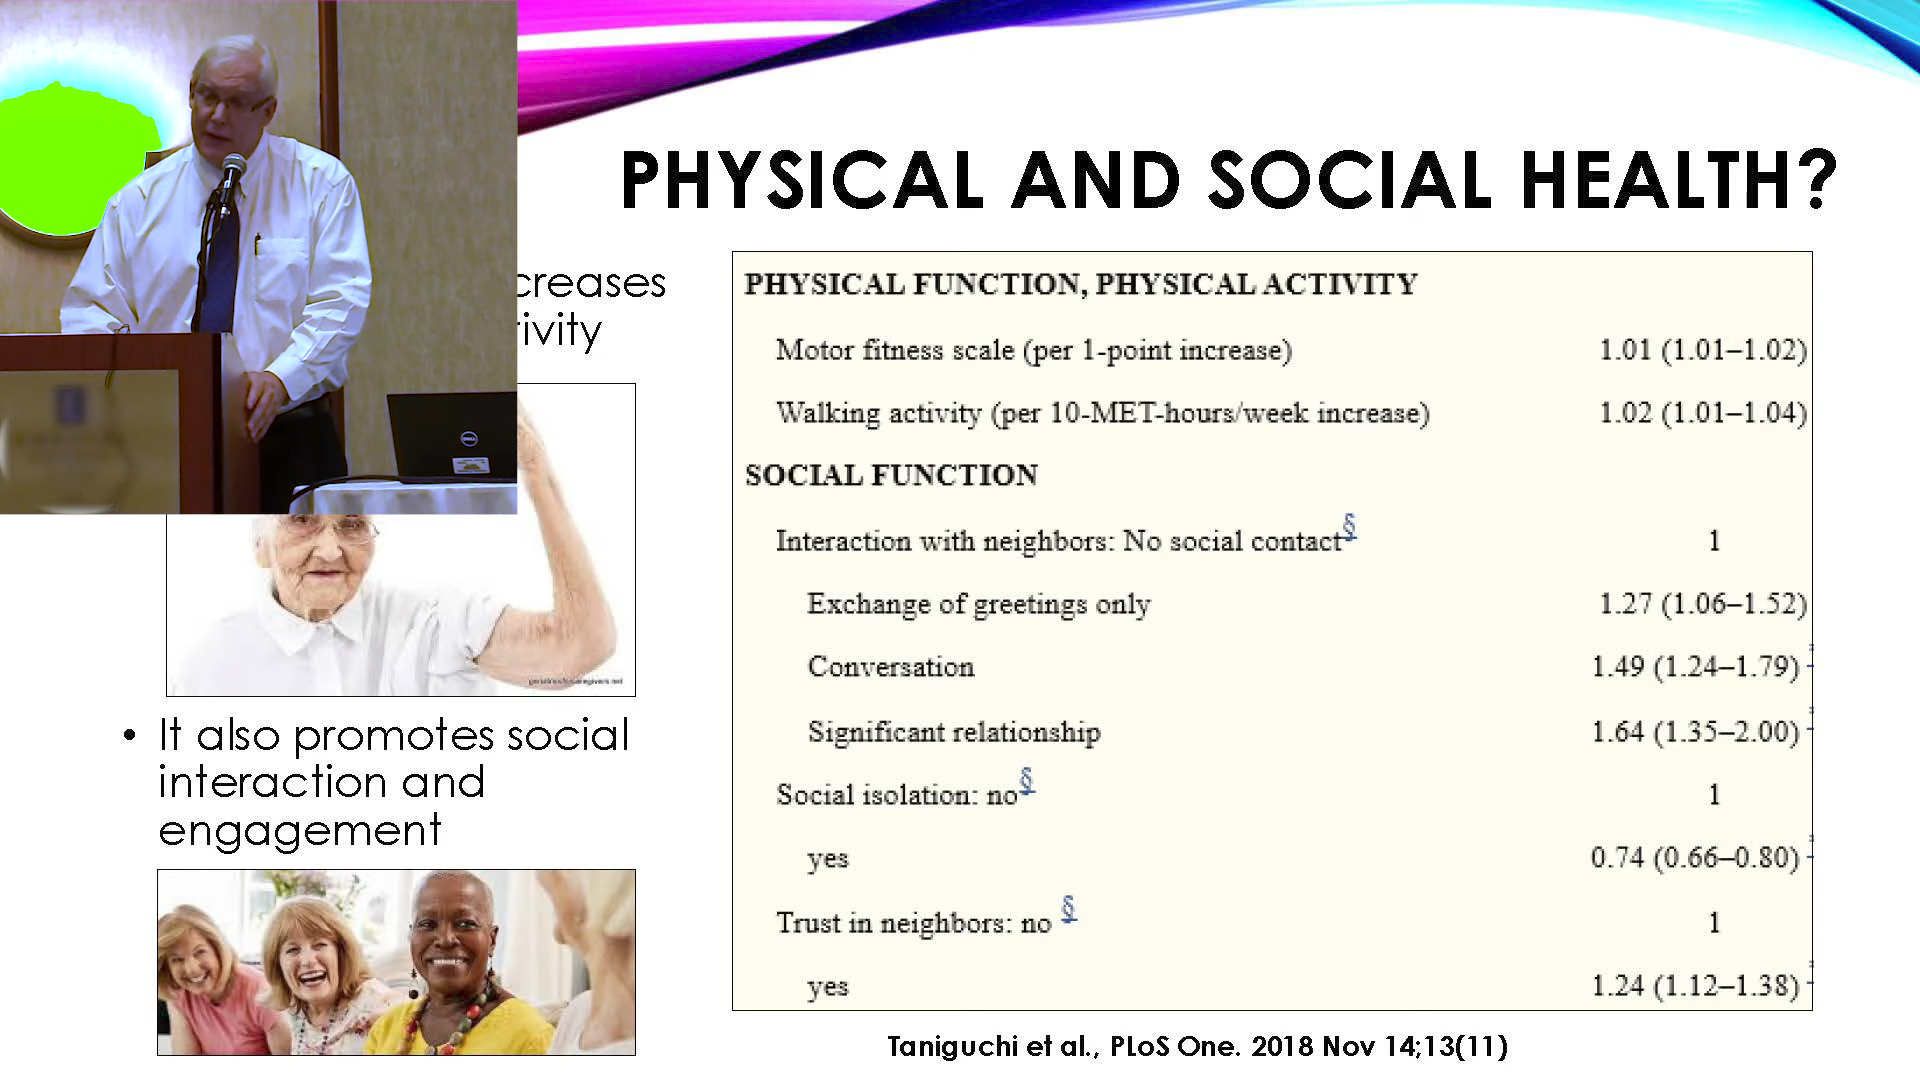 PHYSICAL AND SOCIAL HEALTH?
creases
ivity
• It also promotes social
interaction and
engagement
PHYSICAL FUNCTION, PHYSICAL ACTIVITY
Motor fitness scale (per 1-point increase) 1.01 (1.01–1.02)
Walking activity (per 10-MET-hours/week increase) 1.02 (1.01–1.04)
SOCIAL FUNCTION
Interaction with neighbors: No social contact§ 1
Exchange of greetings only 1.27 (1.06–1.52)
Conversation 1.49 (1.24–1.79)
Significant relationship 1.64 (1.35–2.00)
Social isolation: no§ 1
yes 0.74 (0.66–0.80)
Trust in neighbors: no § 1
yes 1.24 (1.12–1.38)
Taniguchi et al., PLoS One. 2018 Nov 14;13(11)
DELL